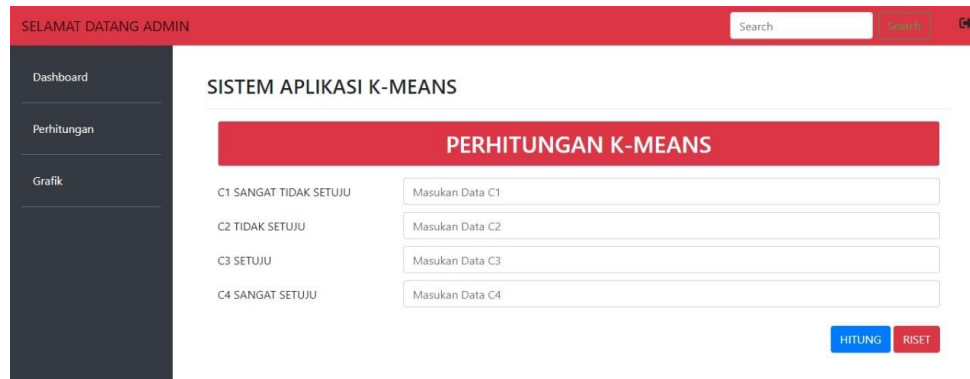 SELAMAT DATANG ADMIN
Search
Search
Dashboard
Perhitungan
Grafik
SISTEM APLIKASI K-MEANS
PERHITUNGAN K-MEANS
C1 SANGAT TIDAK SETUJU
Masukan Data C1
C2 TIDAK SETUJU
Masukan Data C2
C3 SETUJU
Masukan Data C3
C4 SANGAT SETUJU
Masukan Data C4
HITUNG
RISET